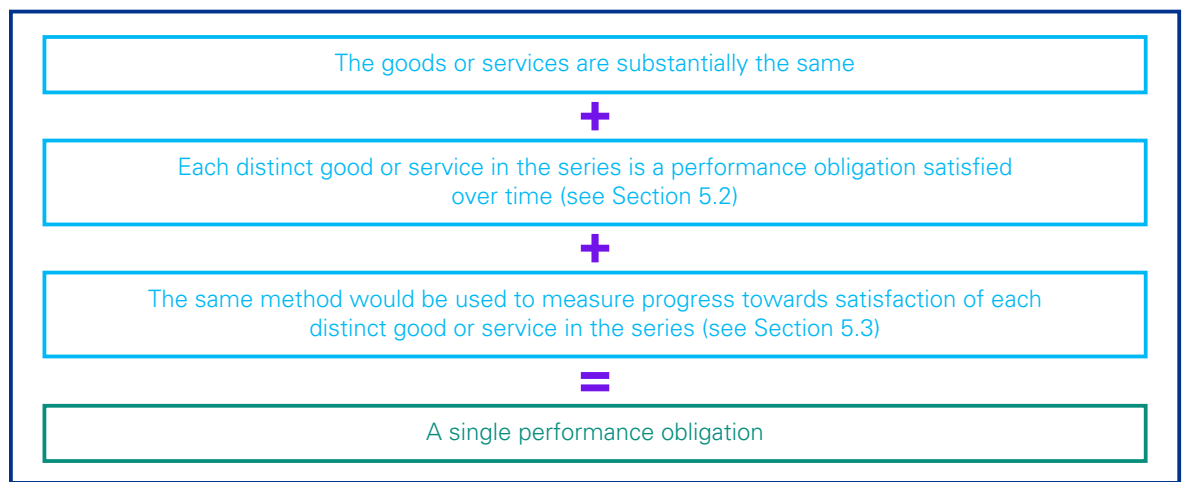 The goods or services are substantially the same
+
Each distinct good or service in the series is a performance obligation satisfied
over time (see Section 5.2)
+
The same method would be used to measure progress towards satisfaction of each
distinct good or service in the series (see Section 5.3)
=
A single performance obligation